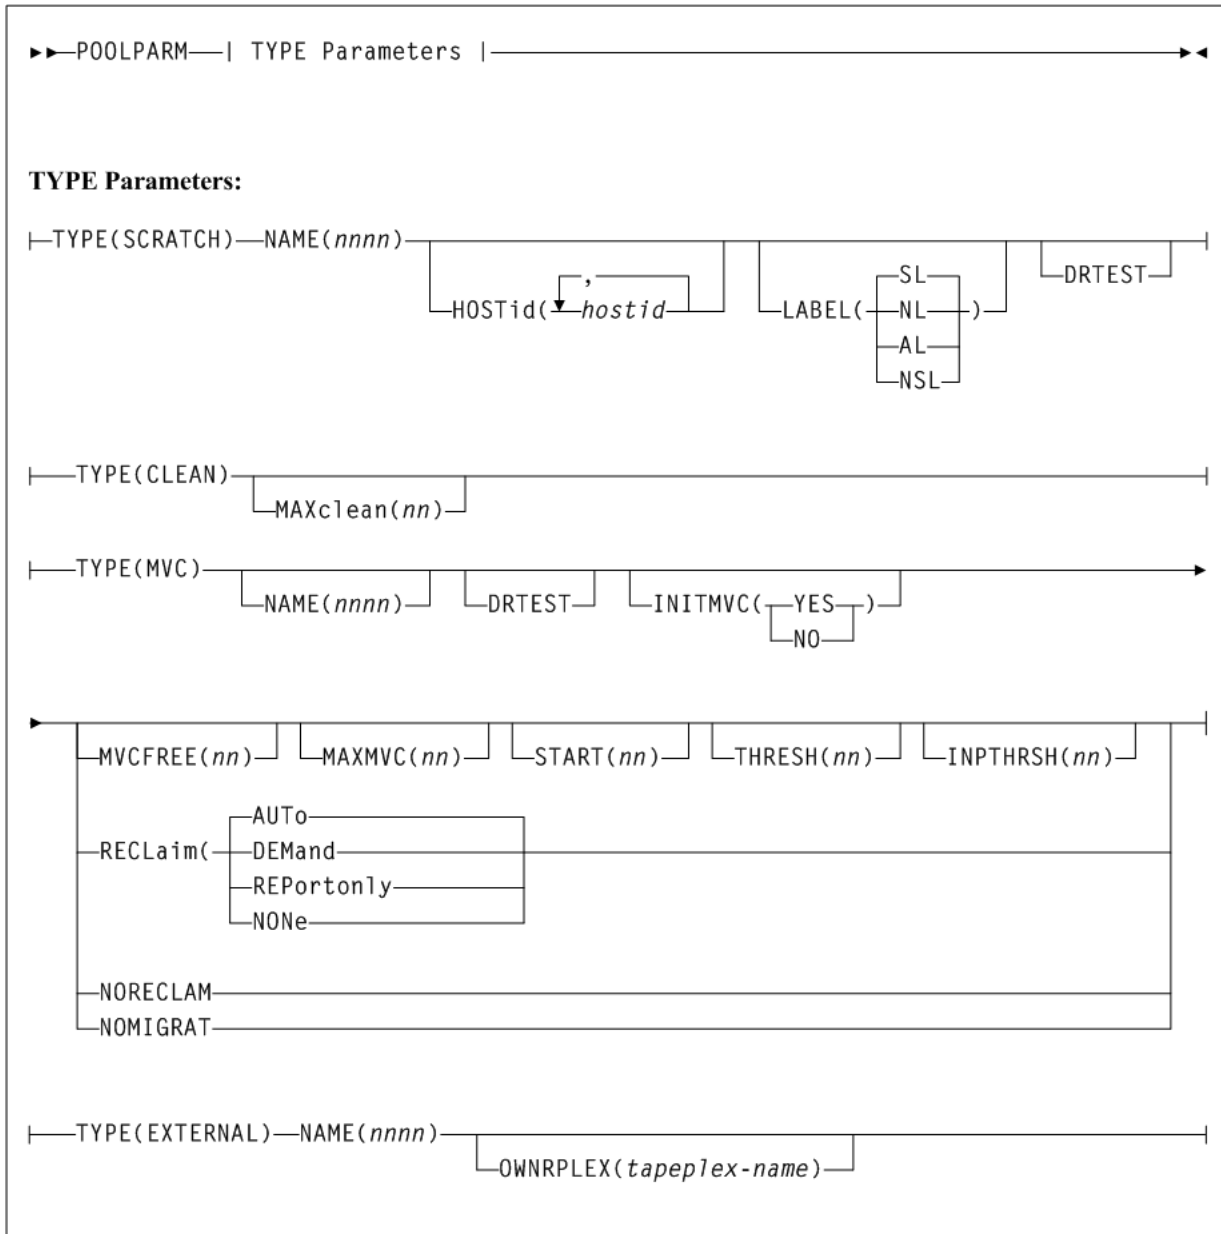 POOLPARM | TYPE Parameters |
TYPE Parameters:
TYPE(SCRATCH) NAME(nnnn)
,
HOSTid( hostid
LABEL( SL
NL )
AL
NSL
DRTEST
TYPE(CLEAN)
MAXclean(nn)
TYPE(MVC)
NAME(nnnn) DRTEST INITMVC( YES )
NO
MVCFREE(nn) MAXMVC(nn) START(nn) THRESH(nn) INPTHRSH(nn)
AUTo
RECLaim( DEMand
REPortonly
NONe
NORECLAM
NOMIGRAT
TYPE(EXTERNAL) NAME(nnnn)
OWNRPLEX(tapeplex-name)